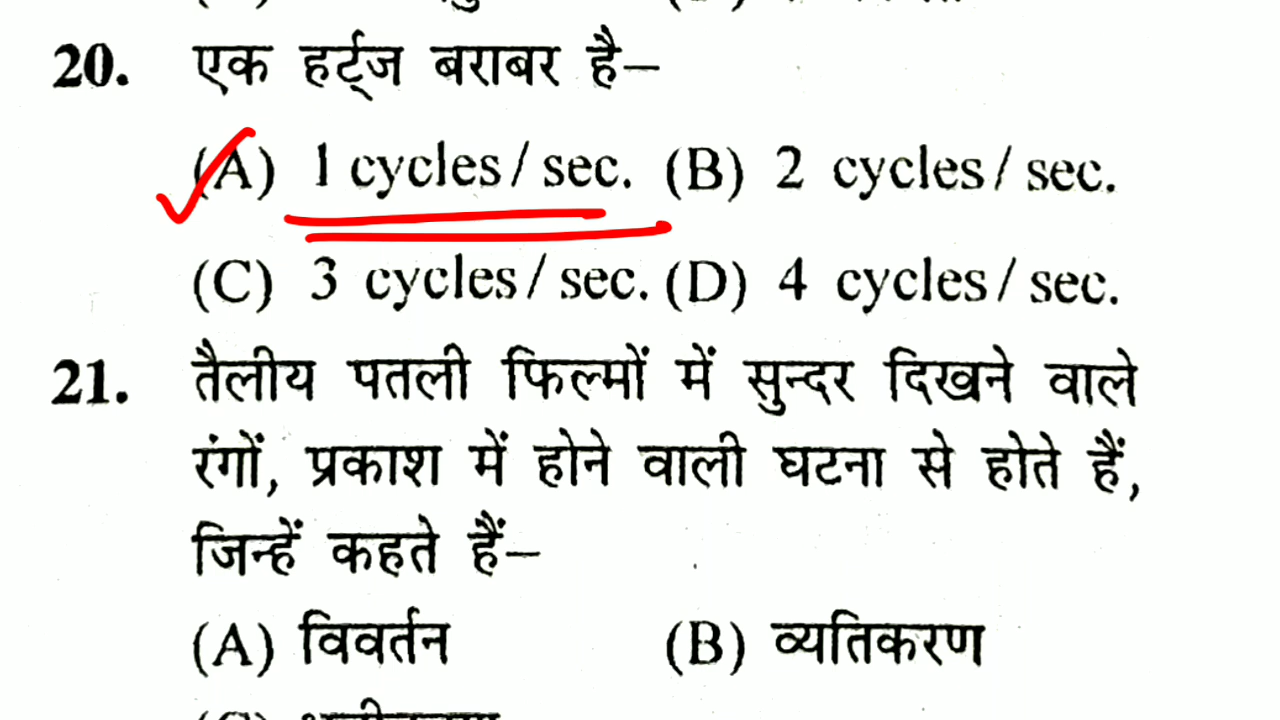 20. एक हर्ट्ज बराबर है–
(A) 1 cycles/ sec. (B) 2 cycles/ sec.
(C) 3 cycles/ sec. (D) 4 cycles/ sec.
21. तैलीय पतली फिल्मों में सुन्दर दिखने वाले
रंगों, प्रकाश में होने वाली घटना से होते हैं,
जिन्हें कहते हैं–
(A) विवर्तन (B) व्यतिकरण